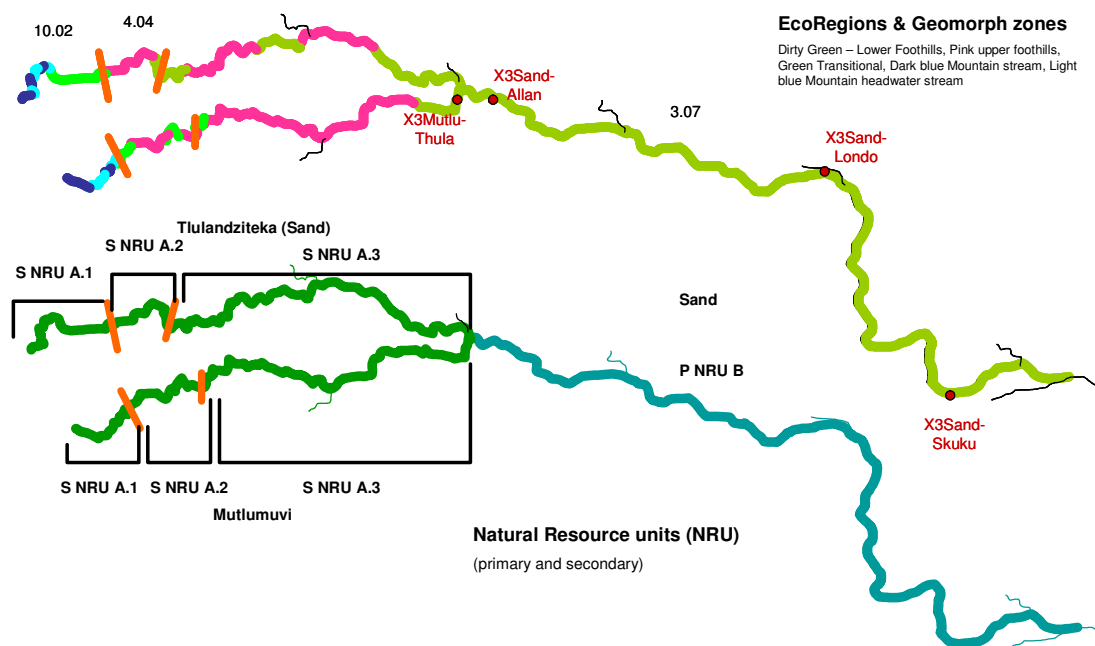 EcoRegions & Geomorph zones
Dirty Green – Lower Foothills, Pink upper foothills,
Green Transitional, Dark blue Mountain stream, Light
blue Mountain headwater stream
10.02
4.04
X3Sand-
Allan
X3Mutlu-
Thula
3.07
X3Sand-
Londo
X3Sand-
Skuku
Tlulandziteka (Sand)
S NRU A.1
S NRU A.2
S NRU A.3
Sand
P NRU B
S NRU A.1
S NRU A.2
S NRU A.3
Mutlumuvi
Natural Resource units (NRU)
(primary and secondary)